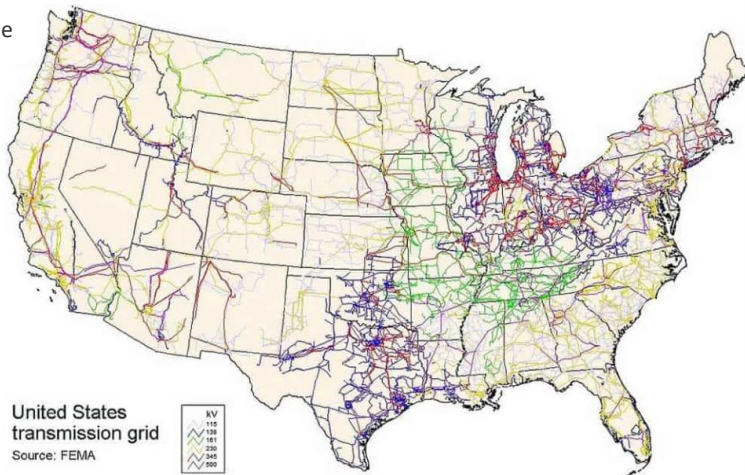 e
United States
transmission grid
Source: FEMA
kV
115
138
161
230
345
500